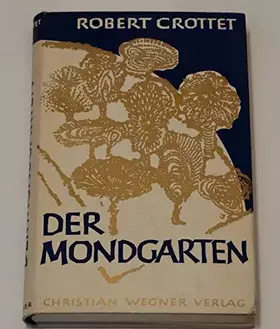 ROBERT CROTTET
DER
MONDGARTEN
CHRISTIAN WEGNER VERLAG